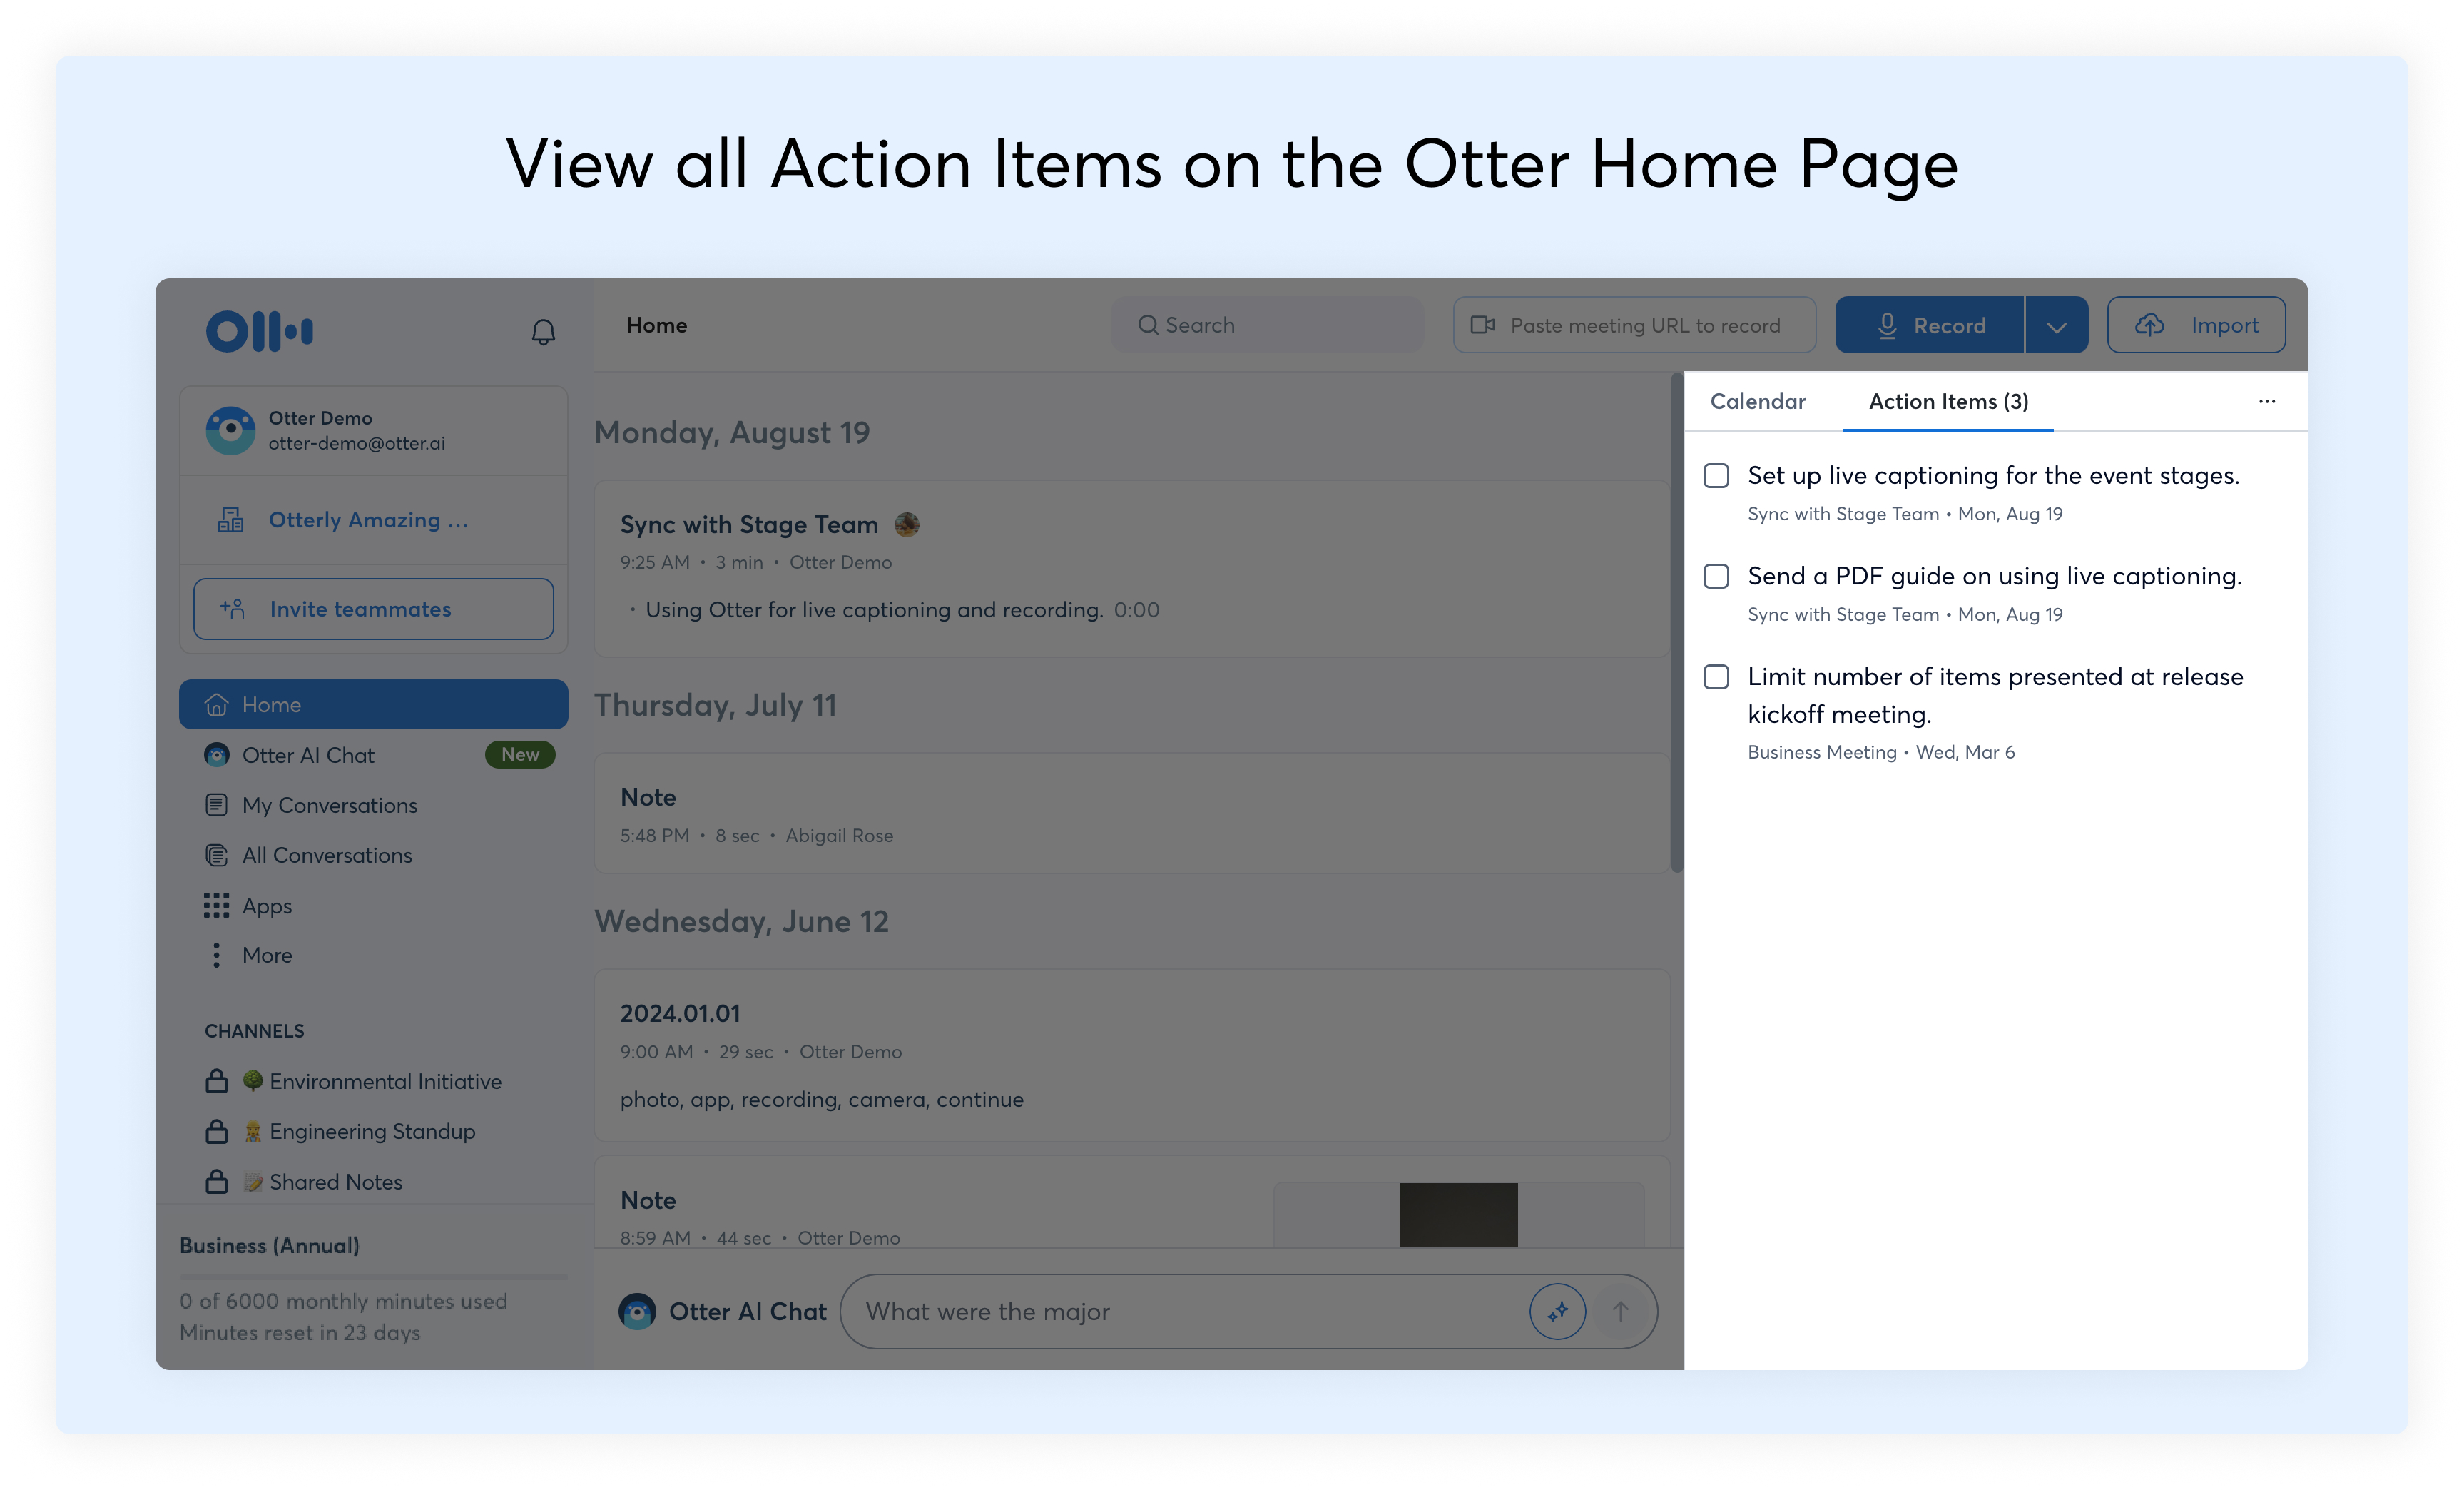 View all Action Items on the Otter Home Page
Otter Demo
otter-demo@otter.ai
Otterly Amazing ...
Invite teammates
Home
Otter AI Chat
New
My Conversations
All Conversations
Apps
More
CHANNELS
Environmental Initiative
Engineering Standup
Shared Notes
Business (Annual)
0 of 6000 monthly minutes used
Minutes reset in 23 days
Home
Search
Paste meeting URL to record
Record
Import
Monday, August 19
Sync with Stage Team
9:25 AM • 3 min • Otter Demo
• Using Otter for live captioning and recording. 0:00
Thursday, July 11
Note
5:48 PM • 8 sec • Abigail Rose
Wednesday, June 12
2024.01.01
9:00 AM • 29 sec • Otter Demo
photo, app, recording, camera, continue
Note
8:59 AM • 44 sec • Otter Demo
Otter AI Chat
What were the major
Calendar
Action Items (3)
Set up live captioning for the event stages.
Sync with Stage Team • Mon, Aug 19
Send a PDF guide on using live captioning.
Sync with Stage Team • Mon, Aug 19
Limit number of items presented at release
kickoff meeting.
Business Meeting • Wed, Mar 6